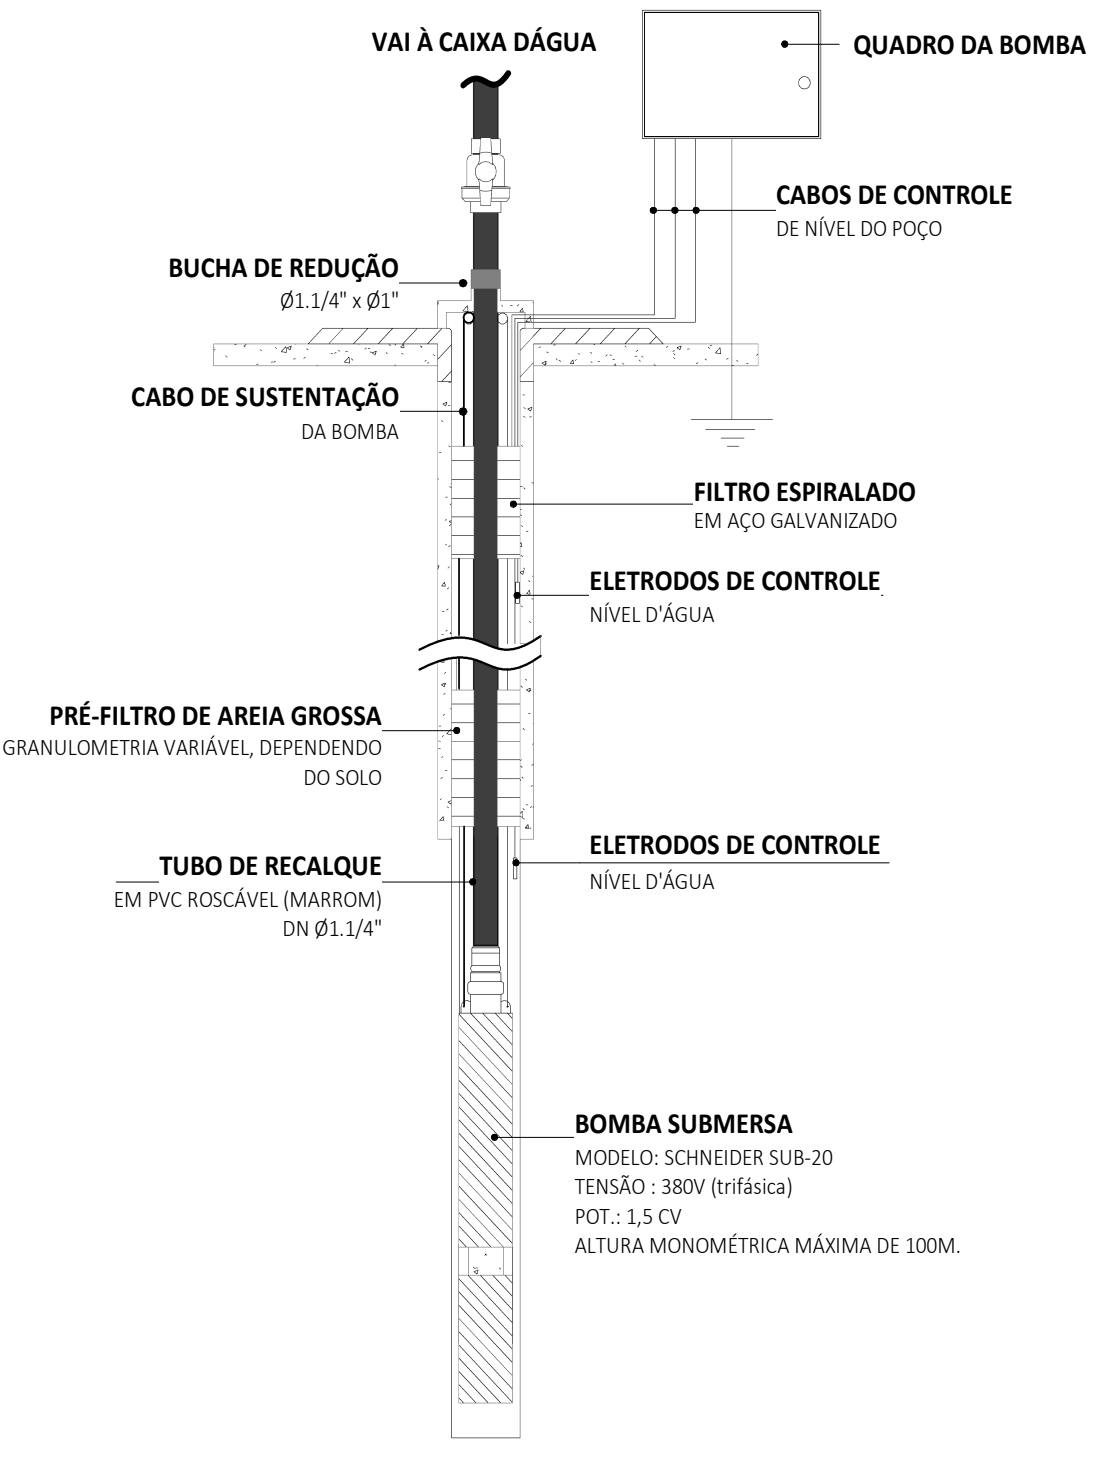 VAI À CAIXA DÁGUA
QUADRO DA BOMBA
CABOS DE CONTROLE
DE NÍVEL DO POÇO
BUCHA DE REDUÇÃO
Ø1.1/4" x Ø1"
CABO DE SUSTENTAÇÃO
DA BOMBA
FILTRO ESPIRALADO
EM AÇO GALVANIZADO
ELETRODOS DE CONTROLE
NÍVEL D'ÁGUA
PRÉ-FILTRO DE AREIA GROSSA
GRANULOMETRIA VARIÁVEL, DEPENDENDO
DO SOLO
ELETRODOS DE CONTROLE
NÍVEL D'ÁGUA
TUBO DE RECALQUE
EM PVC ROSCÁVEL (MARROM)
DN Ø1.1/4"
BOMBA SUBMERSA
MODELO: SCHNEIDER SUB-20
TENSÃO : 380V (trifásica)
POT.: 1,5 CV
ALTURA MONOMÉTRICA MÁXIMA DE 100M.